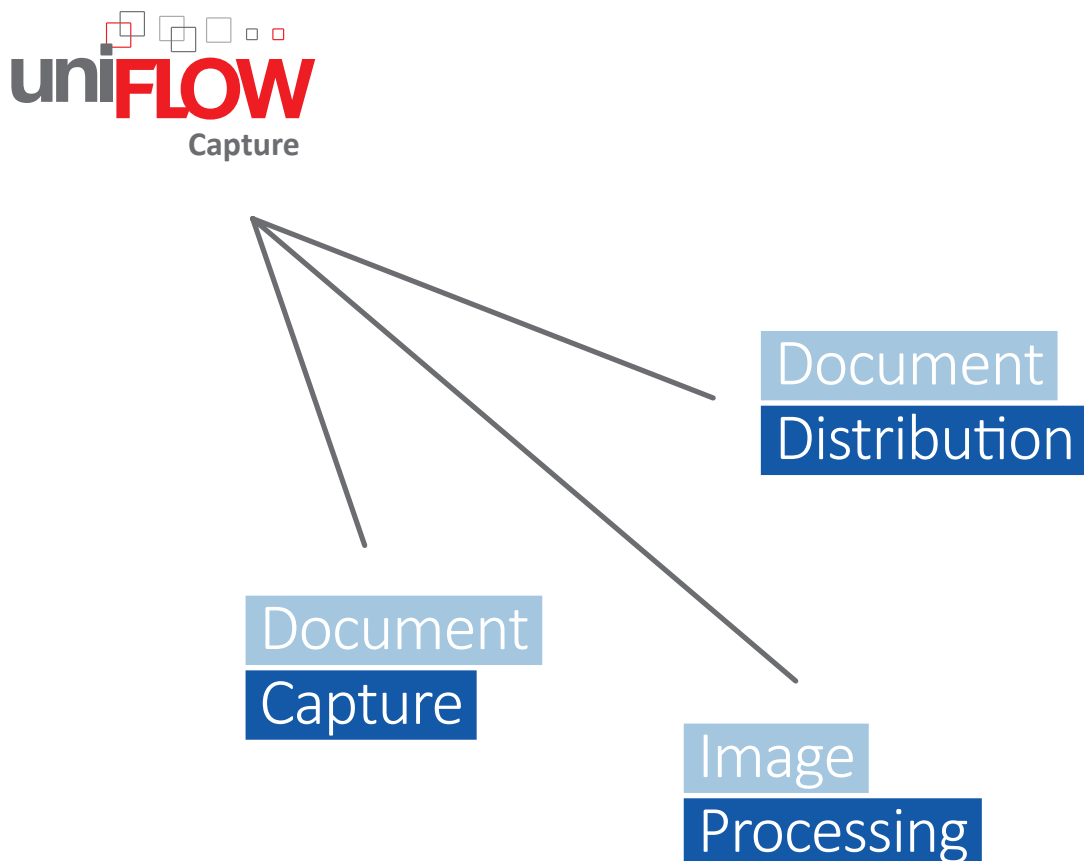 uniFLOW
Capture
Document
Distribution
Document
Capture
Image
Processing